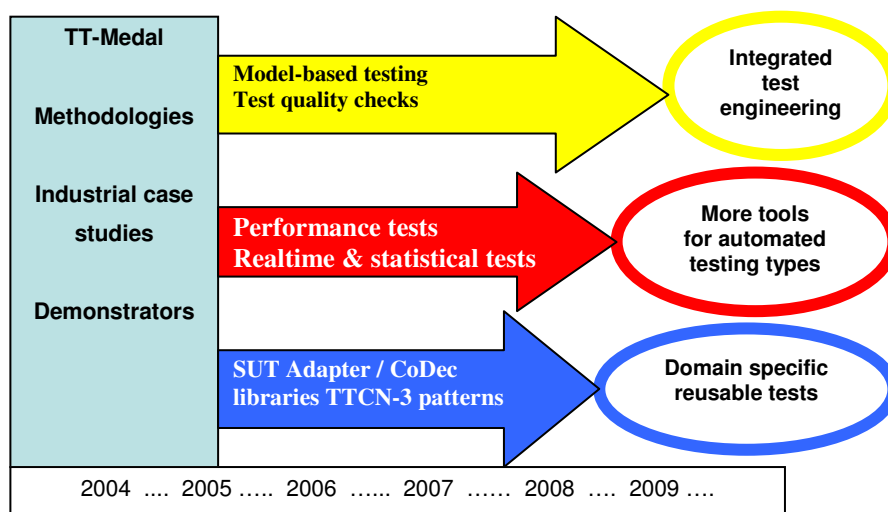 TT-Medal
Methodologies
Industrial case
studies
Demonstrators
Model-based testing
Test quality checks
Integrated
test
engineering
Performance tests
Realtime & statistical tests
More tools
for automated
testing types
SUT Adapter / CoDec
libraries TTCN-3 patterns
Domain specific
reusable tests
2004 .... 2005 ..... 2006 ...... 2007 ...... 2008 .... 2009 ....